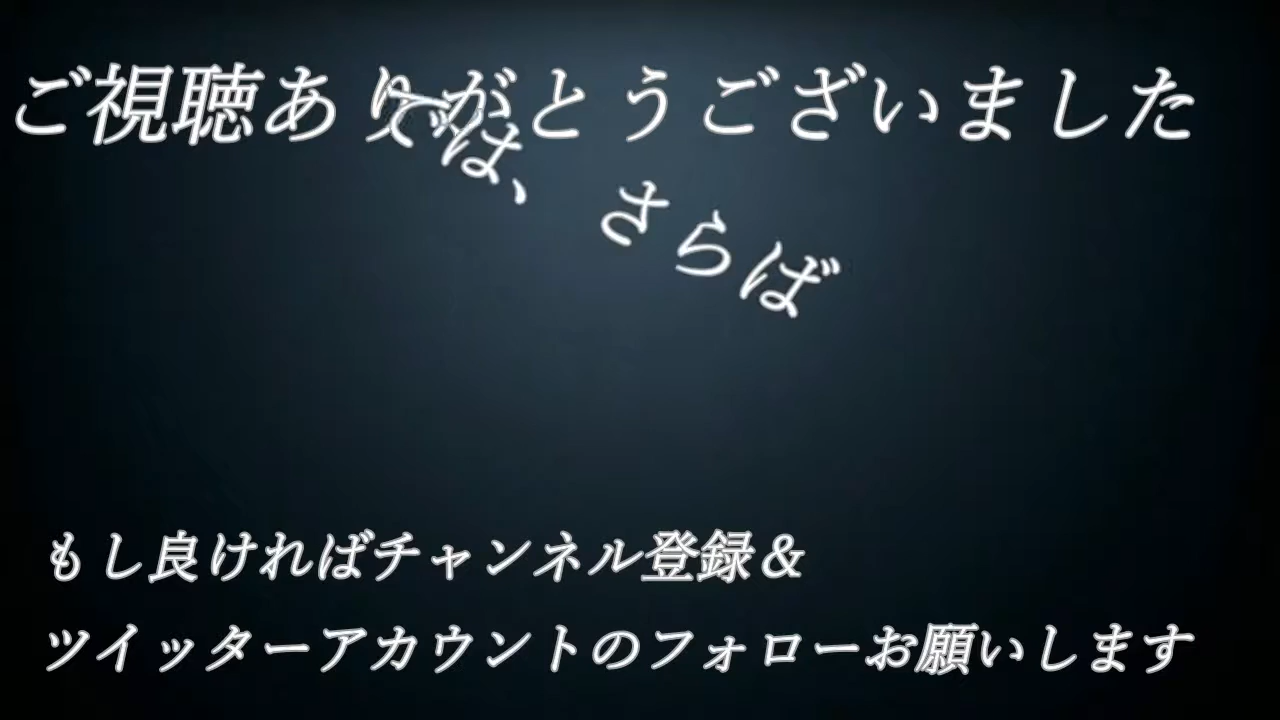 ご視聴ありがとうございました
では、さらば
もし良ければチャンネル登録＆
ツイッターアカウントのフォローお願いします